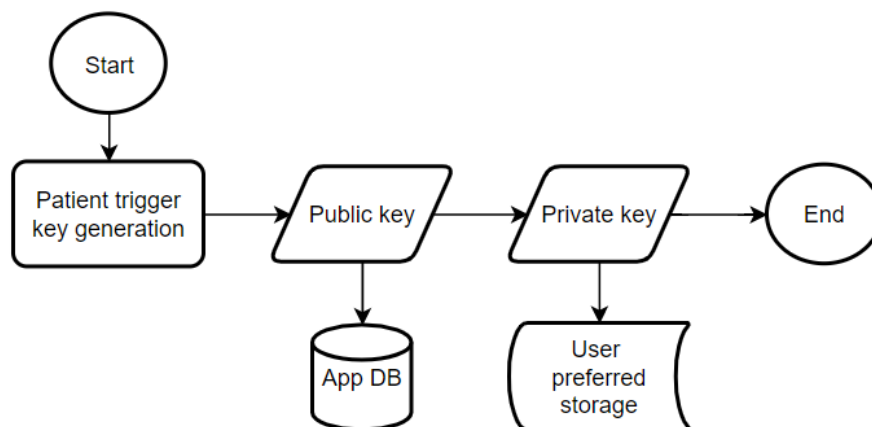 Start
Patient trigger
key generation
Public key
Private key
End
App DB
User
preferred
storage